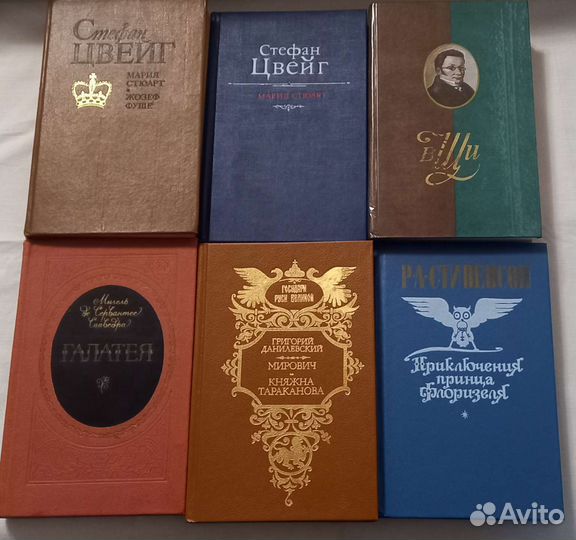 Стефан
ЦВЕЙГ
МАРИЯ
СТЮАРТ
ЖОЗЕФ
ФУШЕ
Стефан
Цвейг
МАРИЯ СТЮАРТ
Мигель
де Сервантес
Сааведра
ГАЛАТЕЯ
ГОСУДАРИ
РУСИ ВЕЛИКОЙ
ГРИГОРИЙ
ДАНИЛЕВСКИЙ
МИРОВИЧ
КНЯЖНА
ТАРАКАНОВА
Р.Л.СТИВЕНСОН
Приключения
принца
Флоризеля
Avito